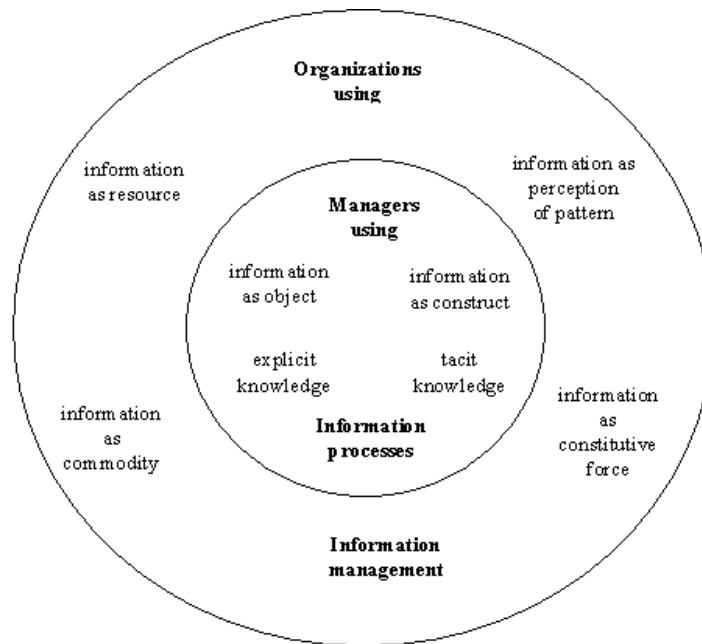 Organizations
using
information
as resource
information as
perception
of pattern
Managers
using
information
as object
information
as construct
explicit
knowledge
tacit
knowledge
information
as
commodity
information
as
constitutive
force
Information
processes
Information
management